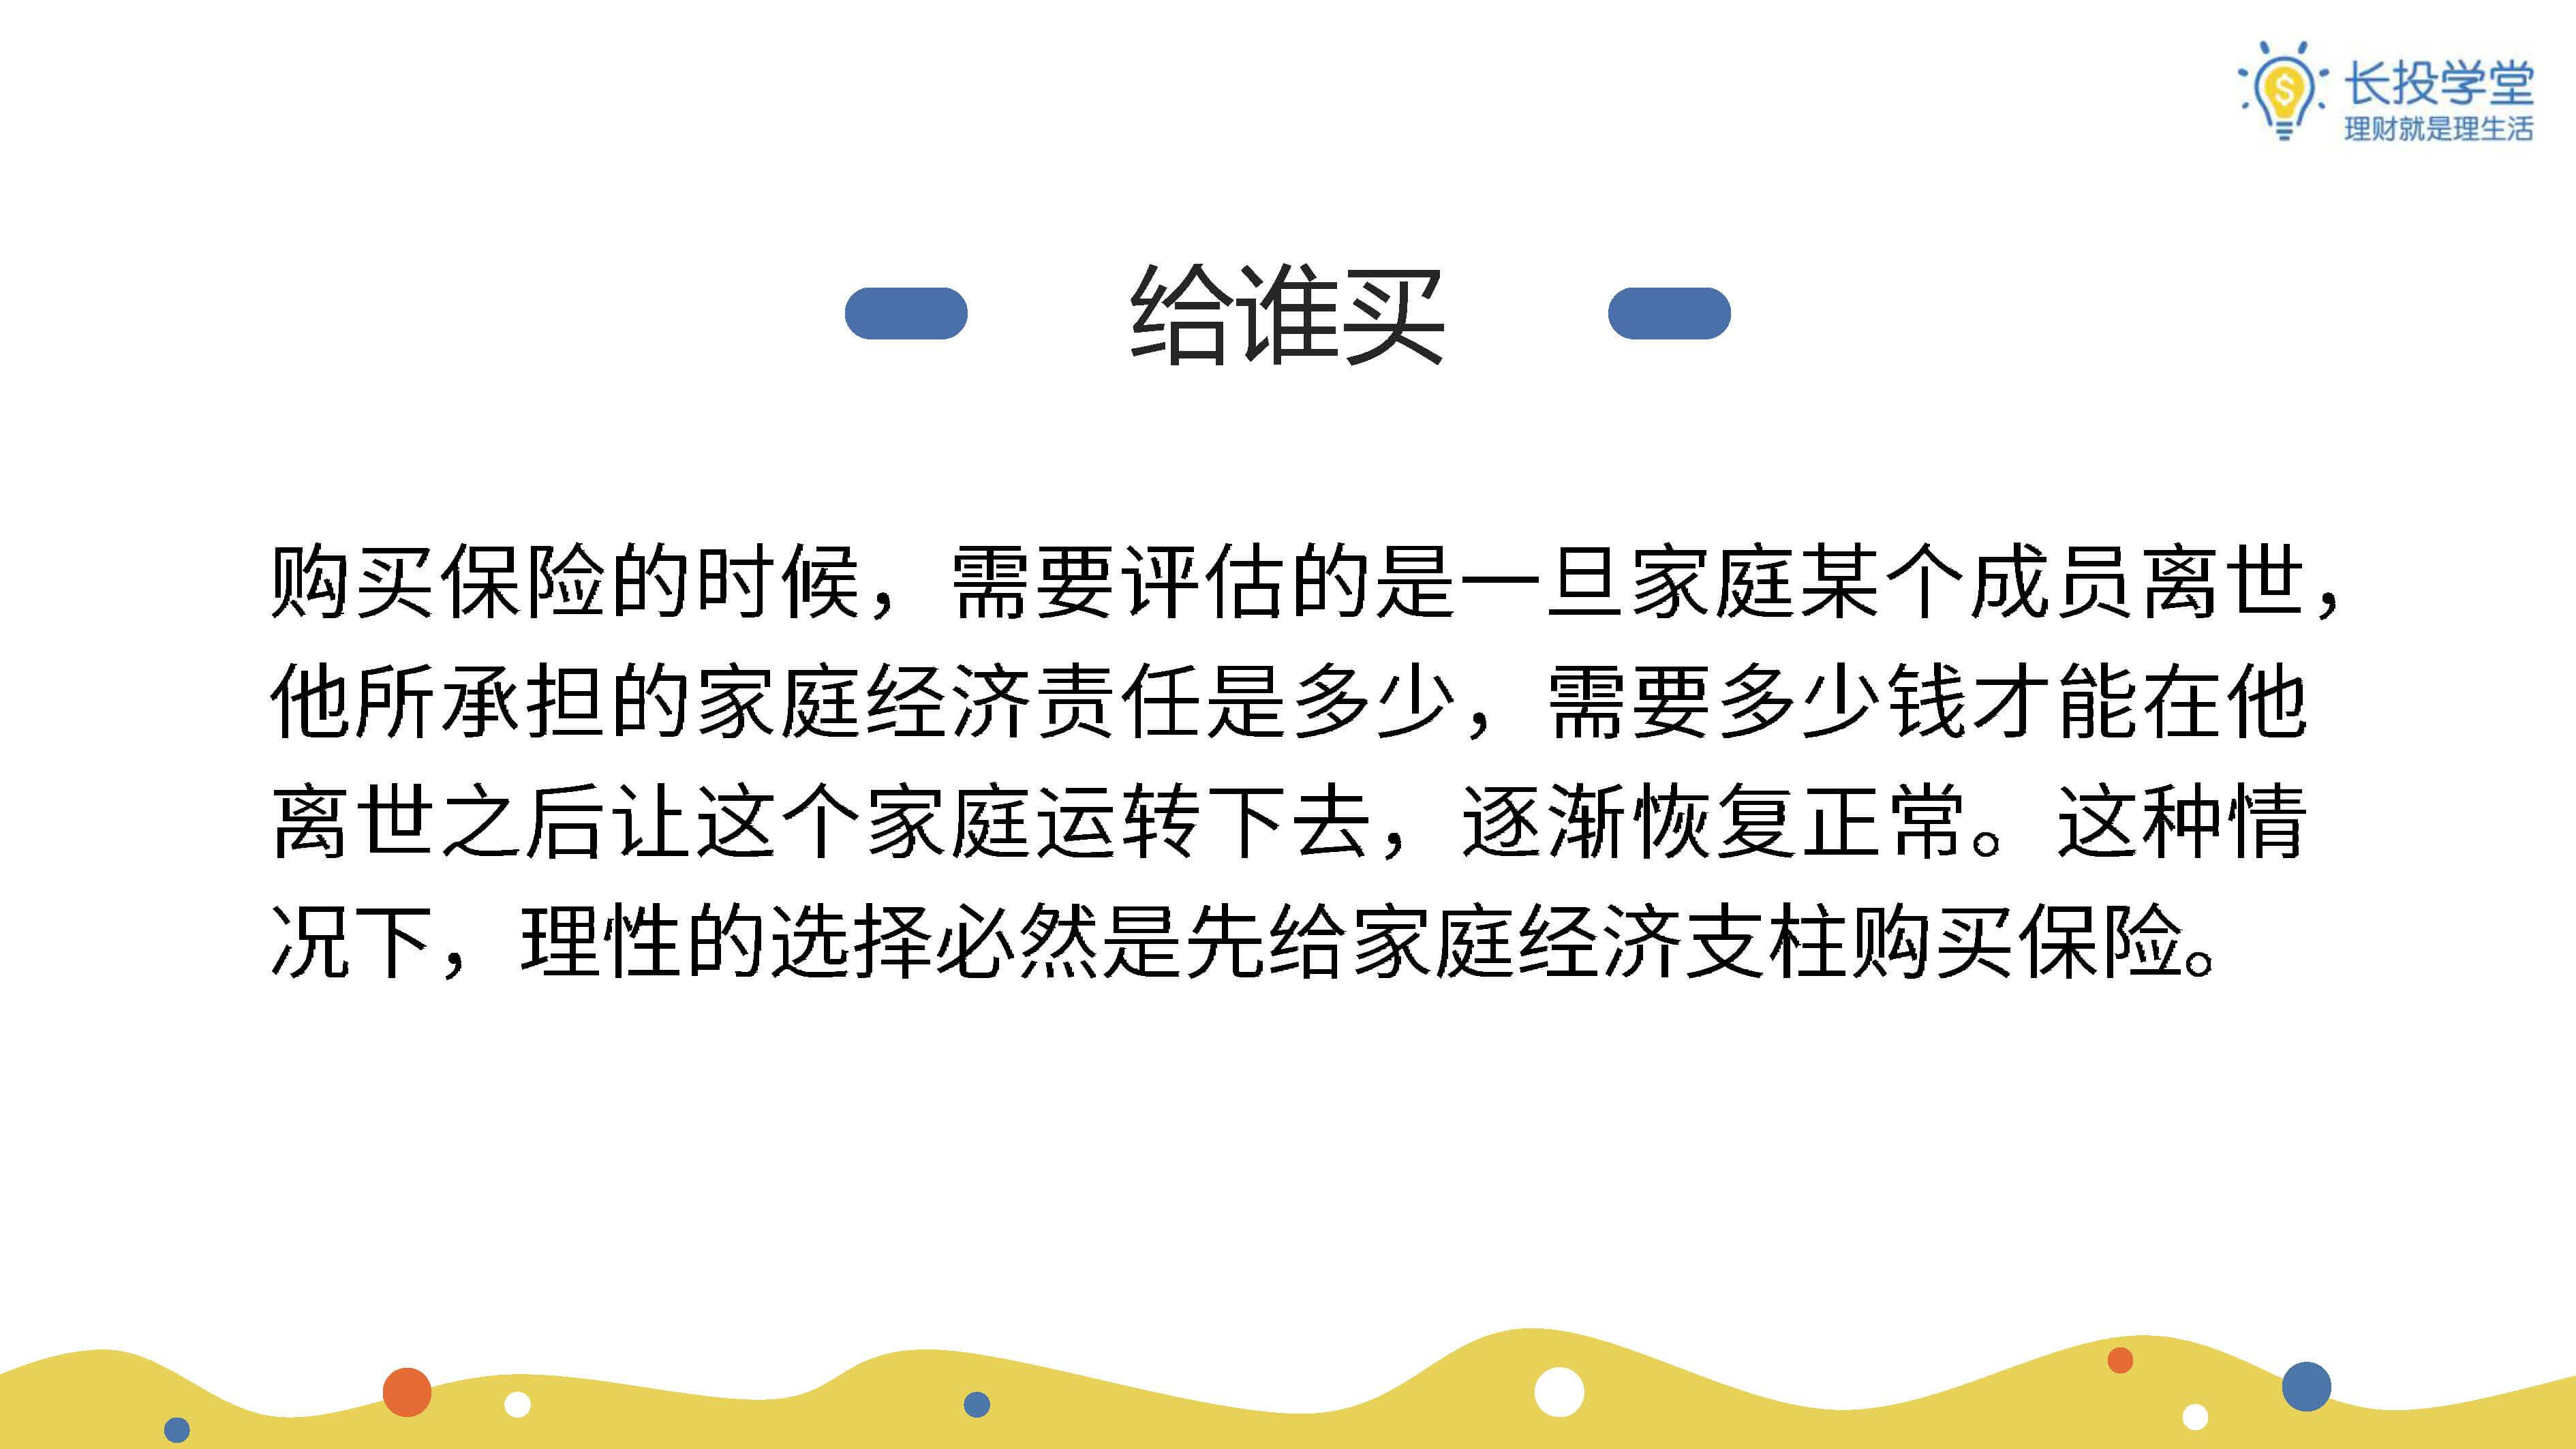 长投学堂
理财就是理生活
给谁买
购买保险的时候，需要评估的是一旦家庭某个成员离世，
他所承担的家庭经济责任是多少，需要多少钱才能在他
离世之后让这个家庭运转下去，逐渐恢复正常。这种情
况下，理性的选择必然是先给家庭经济支柱购买保险。